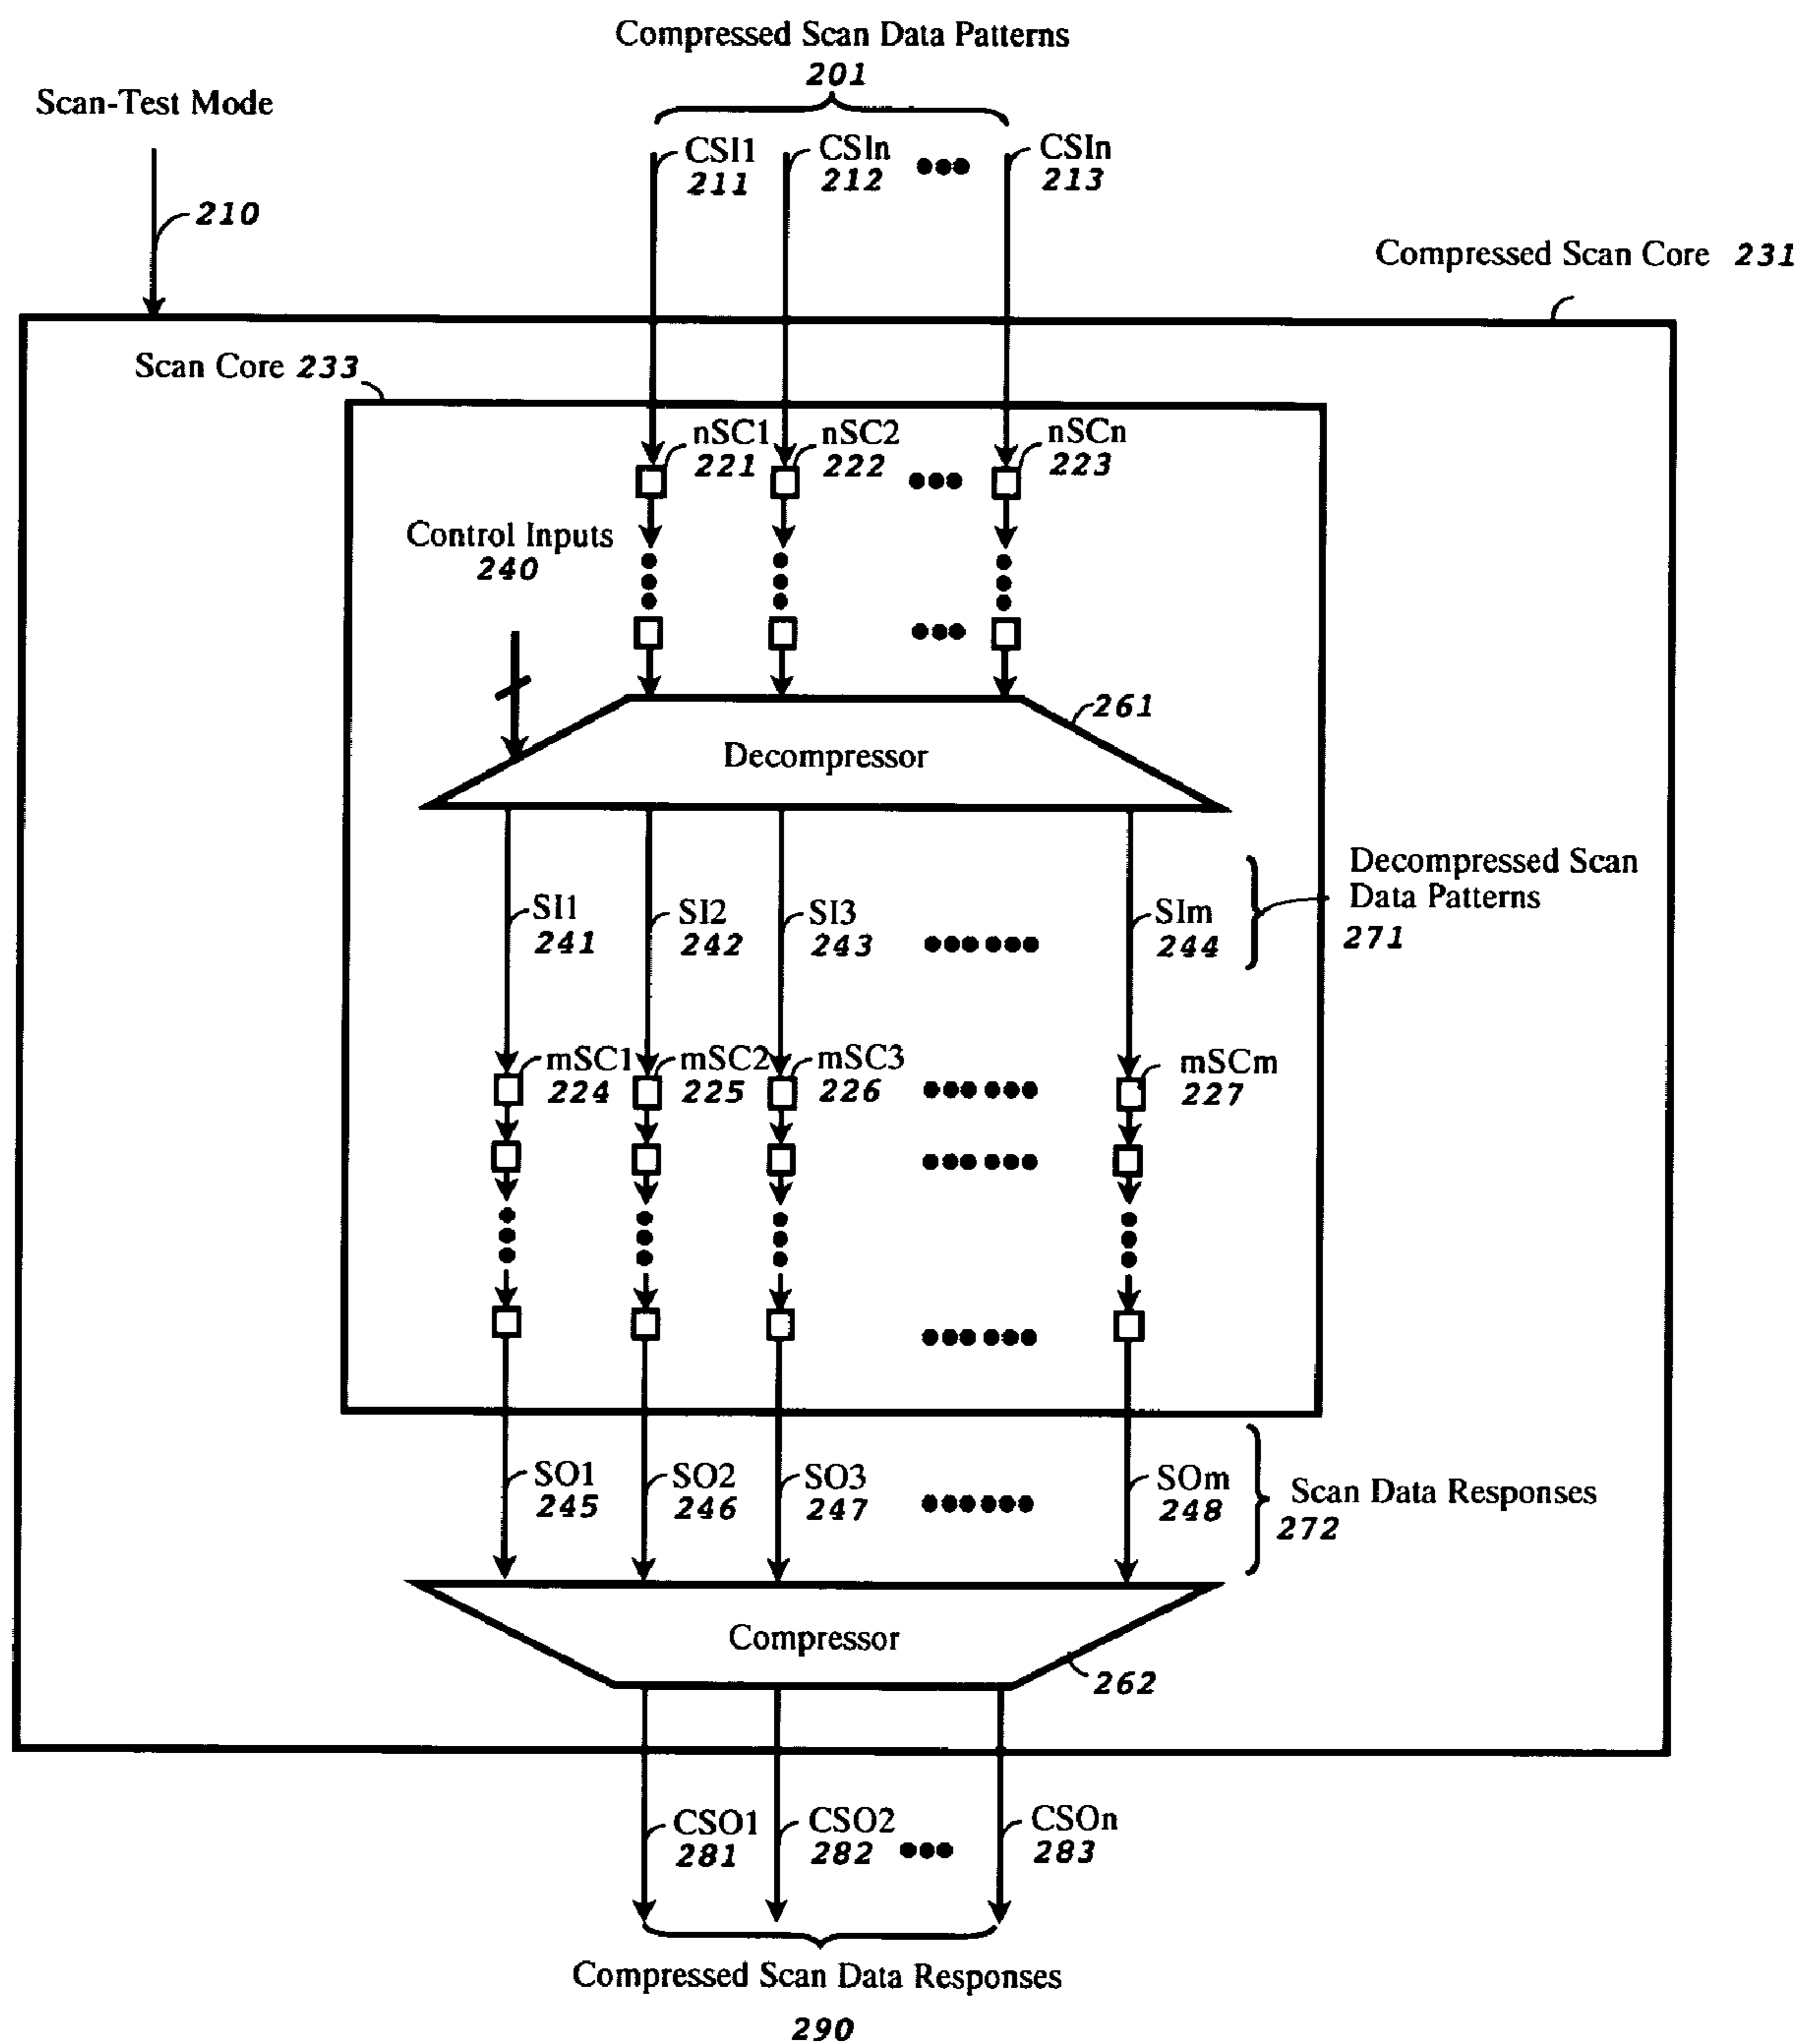 Compressed Scan Data Patterns
201
Scan-Test Mode
CSI1
211
CSIn
212
CSIn
213
210
Compressed Scan Core 231
Scan Core 233
nSC1
221
nSC2
222
nSCn
223
Control Inputs
240
261
Decompressor
Decompressed Scan
Data Patterns
271
SI1
241
SI2
242
SI3
243
SIm
244
mSC1
224
mSC2
225
mSC3
226
mSCm
227
SO1
245
SO2
246
SO3
247
SOm
248
Scan Data Responses
272
Compressor
262
CSO1
281
CSO2
282
CSOn
283
Compressed Scan Data Responses
290